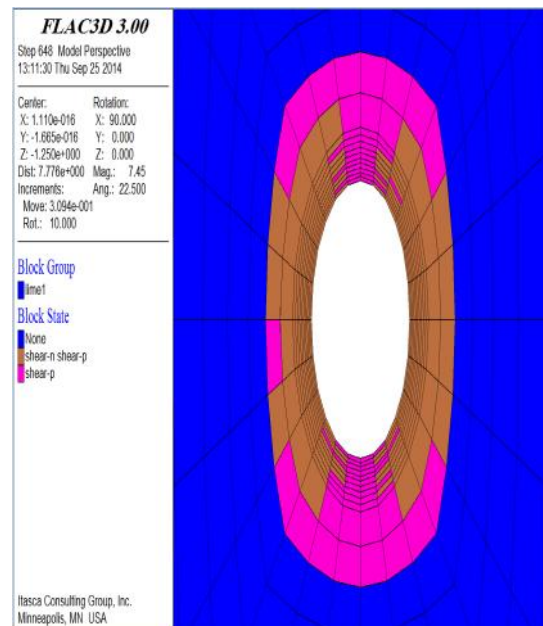 FLAC3D 3.00
Step 648 Model Perspective
13:11:30 Thu Sep 25 2014
Center: Rotation:
X: 1.110e-016 X: 90.000
Y: -1.665e-016 Y: 0.000
Z: -1.250e+000 Z: 0.000
Dist: 7.776e+000 Mag.: 7.45
Increments: Ang.: 22.500
Move: 3.094e-001
Rot.: 10.000
Block Group
lime1
Block State
None
shear-n shear-p
shear-p
Itasca Consulting Group, Inc.
Minneapolis, MN USA